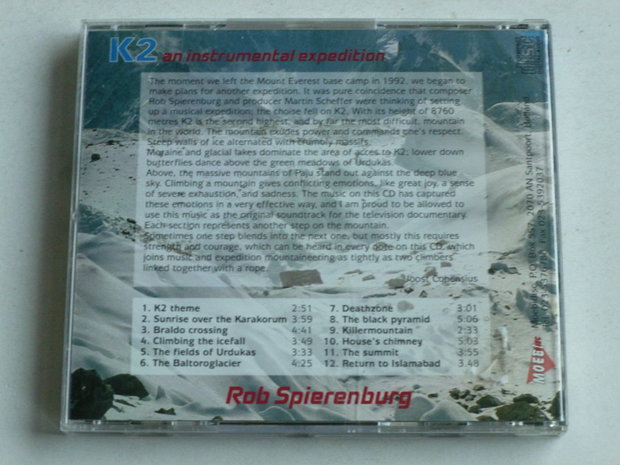 K2 an instrumental expedition
The moment we left the Mount Everest base camp in 1992, we began to
make plans for another expedition. It was pure coincidence that composer
Rob Spierenburg and producer Martin Scheffer were thinking of setting
up a musical expedition; the choise fell on K2. With its height of 8760
metres K2 is the second highest, and by far the most difficult, mountain
in the world. The mountain exudes power and commands one's respect.
Steep walls of ice alternated with crumbly massifs.
Moraine and glacial lakes dominate the area of acces to K2; lower down
butterflies dance above the green meadows of Urdukas.
Above, the massive mountains of Paju stand out against the deep blue
sky. Climbing a mountain gives conflicting emotions, like great joy, a sense
of severe exhaustion, and sadness. The music on this CD has captured
these emotions in a very effective way, and I am proud to be allowed to
use this music as the original soundtrack for the television documentary.
Each section represents another step on the mountain.
Sometimes one step blends into the next one, but mostly this requires
strength and courage, which can be heard in every note on this CD, which
joins music and expedition mountaineering as tightly as two climbers
linked together with a rope.
Joost
1. K2 theme 2:51
2. Sunrise over the Karakorum 3:59
3. Braldo crossing 4:41
4. Climbing the icefall 3:49
5. The fields of Urdukas 3:33
6. The Baltoroglacier 4:25
7. Deathzone 3:01
8. The black pyramid 5:06
9. Killermountain 2:33
10. House's chimney 5:03
11. The summit 3:55
12. Return to Islamabad 3.48
Rob Spierenburg
P.O. Box 252, 2070 AN Santpoort
Fax 023-5392037